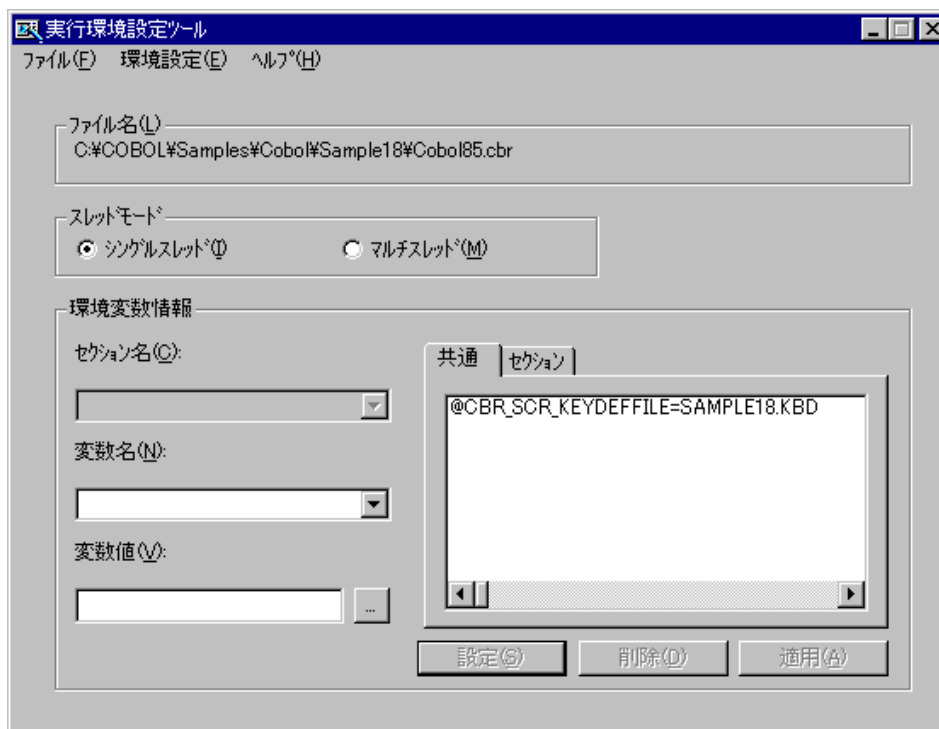 実行環境設定ツール
ファイル(F) 環境設定(E) ヘルプ(H)
ファイル名(L)
C:¥COBOL¥Samples¥Cobol¥Sample18¥Cobol85.cbr
スレッドモード
シングルスレッド(I) マルチスレッド(M)
環境変数情報
セクション名(C):
共通 セクション
@CBR_SCR_KEYDEFFILE=SAMPLE18.KBD
変数名(N):
変数値(V):
...
設定(S) 削除(D) 適用(A)